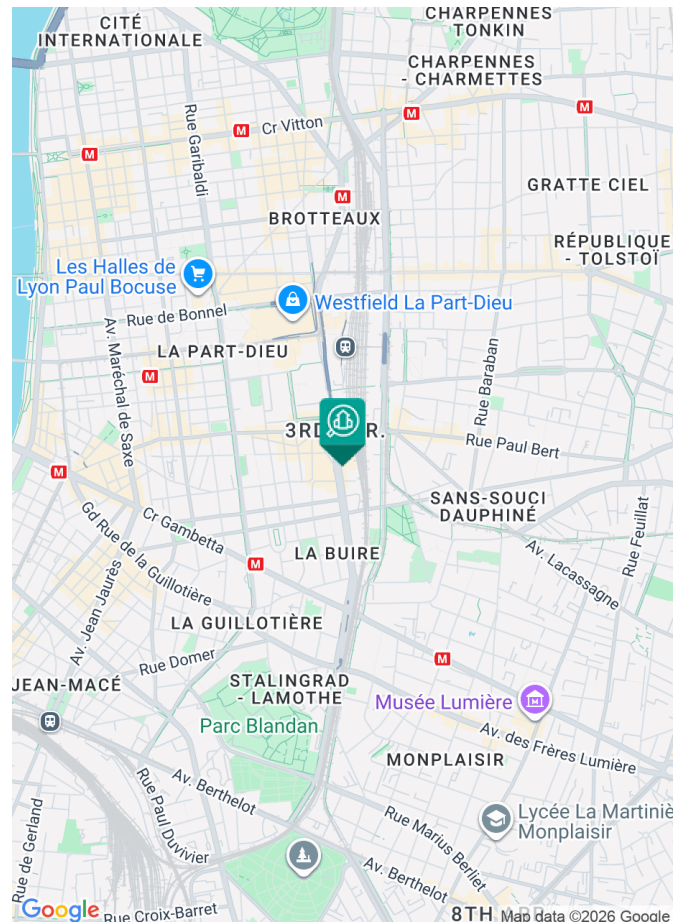 CITÉ
INTERNATIONALE
CHARPENNES
TONKIN
CHARPENNES
- CHARMETTES
Rue Garibaldi
Cr Vitton
M
M
M
M
M
GRATTE CIEL
BROTTEAUX
RÉPUBLIQUE
- TOLSTOÏ
Les Halles de
Lyon Paul Bocuse
Westfield La Part-Dieu
Rue de Bonnel
Av. Maréchal de Saxe
LA PART-DIEU
M
Rue Baraban
3RD
R.
Rue Paul Bert
M
SANS-SOUCI
DAUPHINÉ
Rue Feuillat
Gd Rue de la Guillotière
Cr Gambetta
LA BUIRE
M
Av. Lacassagne
Av. Jean Jaurès
LA GUILLOTIÈRE
Rue Domer
M
JEAN-MACÉ
STALINGRAD
- LAMOTHE
Musée Lumière
Parc Blandan
Av. des Frères Lumière
MONPLAISIR
Av. Berthelot
Rue Paul Duvivier
Rue de Gerland
Rue Marius Berliet
Lycée La Martiniè
Monplaisir
Av. Berthelot
Google
Rue Croix-Barret
8TH
Map data ©2026 Google